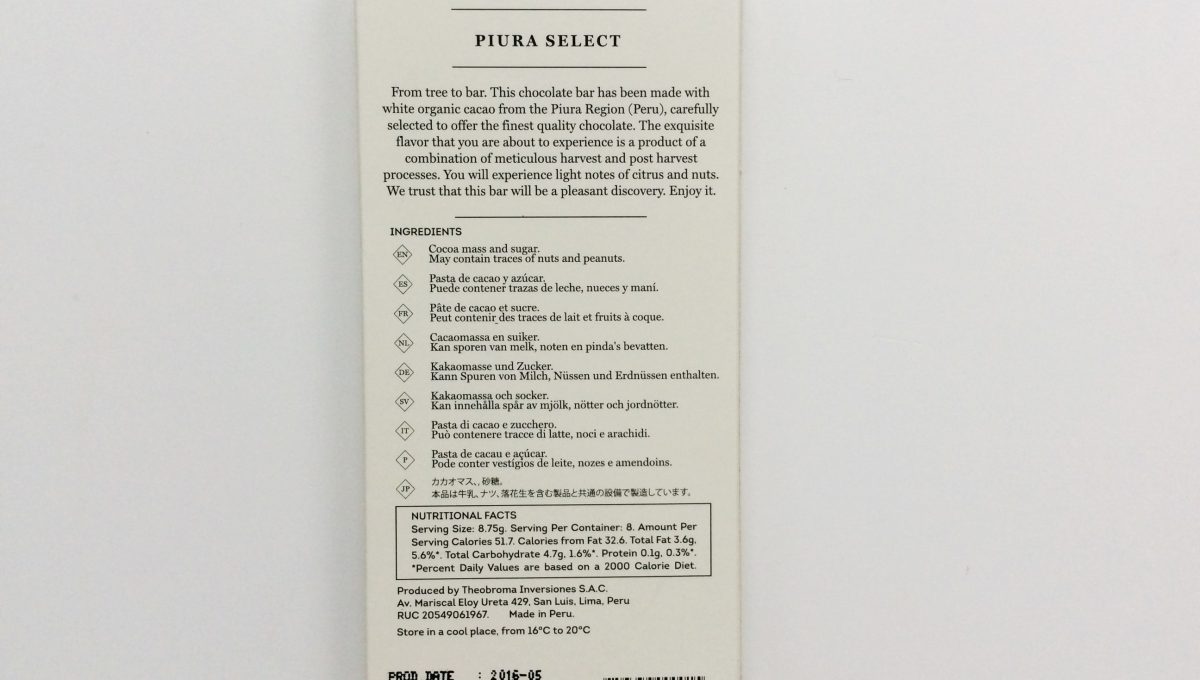 PIURA SELECT
From tree to bar. This chocolate bar has been made with
white organic cacao from the Piura Region (Peru), carefully
selected to offer the finest quality chocolate. The exquisite
flavor that you are about to experience is a product of a
combination of meticulous harvest and post harvest
processes. You will experience light notes of citrus and nuts.
We trust that this bar will be a pleasant discovery. Enjoy it.
INGREDIENTS
EN Cocoa mass and sugar.
May contain traces of nuts and peanuts.
ES Pasta de cacao y azúcar.
Puede contener trazas de leche, nueces y maní.
FR Pâte de cacao et sucre.
Peut contenir des traces de lait et fruits à coque.
NL Cacaomassa en suiker.
Kan sporen van melk, noten en pinda's bevatten.
DE Kakaomasse und Zucker.
Kann Spuren von Milch, Nüssen und Erdnüssen enthalten.
SV Kakaomassa och socker.
Kan innehålla spår av mjölk, nötter och jordnötter.
IT Pasta di cacao e zucchero.
Può contenere tracce di latte, noci e arachidi.
P Pasta de cacau e açúcar.
Pode conter vestígios de leite, nozes e amendoins.
JP カカオマス、、砂糖。
本品は牛乳、ナツ、落花生を含む製品と共通の設備で製造しています。
NUTRITIONAL FACTS
Serving Size: 8.75g. Serving Per Container: 8. Amount Per
Serving Calories 51.7. Calories from Fat 32.6. Total Fat 3.6g,
5.6%*. Total Carbohydrate 4.7g, 1.6%*. Protein 0.1g, 0.3%*.
*Percent Daily Values are based on a 2000 Calorie Diet.
Produced by Theobroma Inversiones S.A.C.
Av. Mariscal Eloy Ureta 429, San Luis, Lima, Peru
RUC 20549061967. Made in Peru.
Store in a cool place, from 16°C to 20°C
PROD DATE : 2016-05